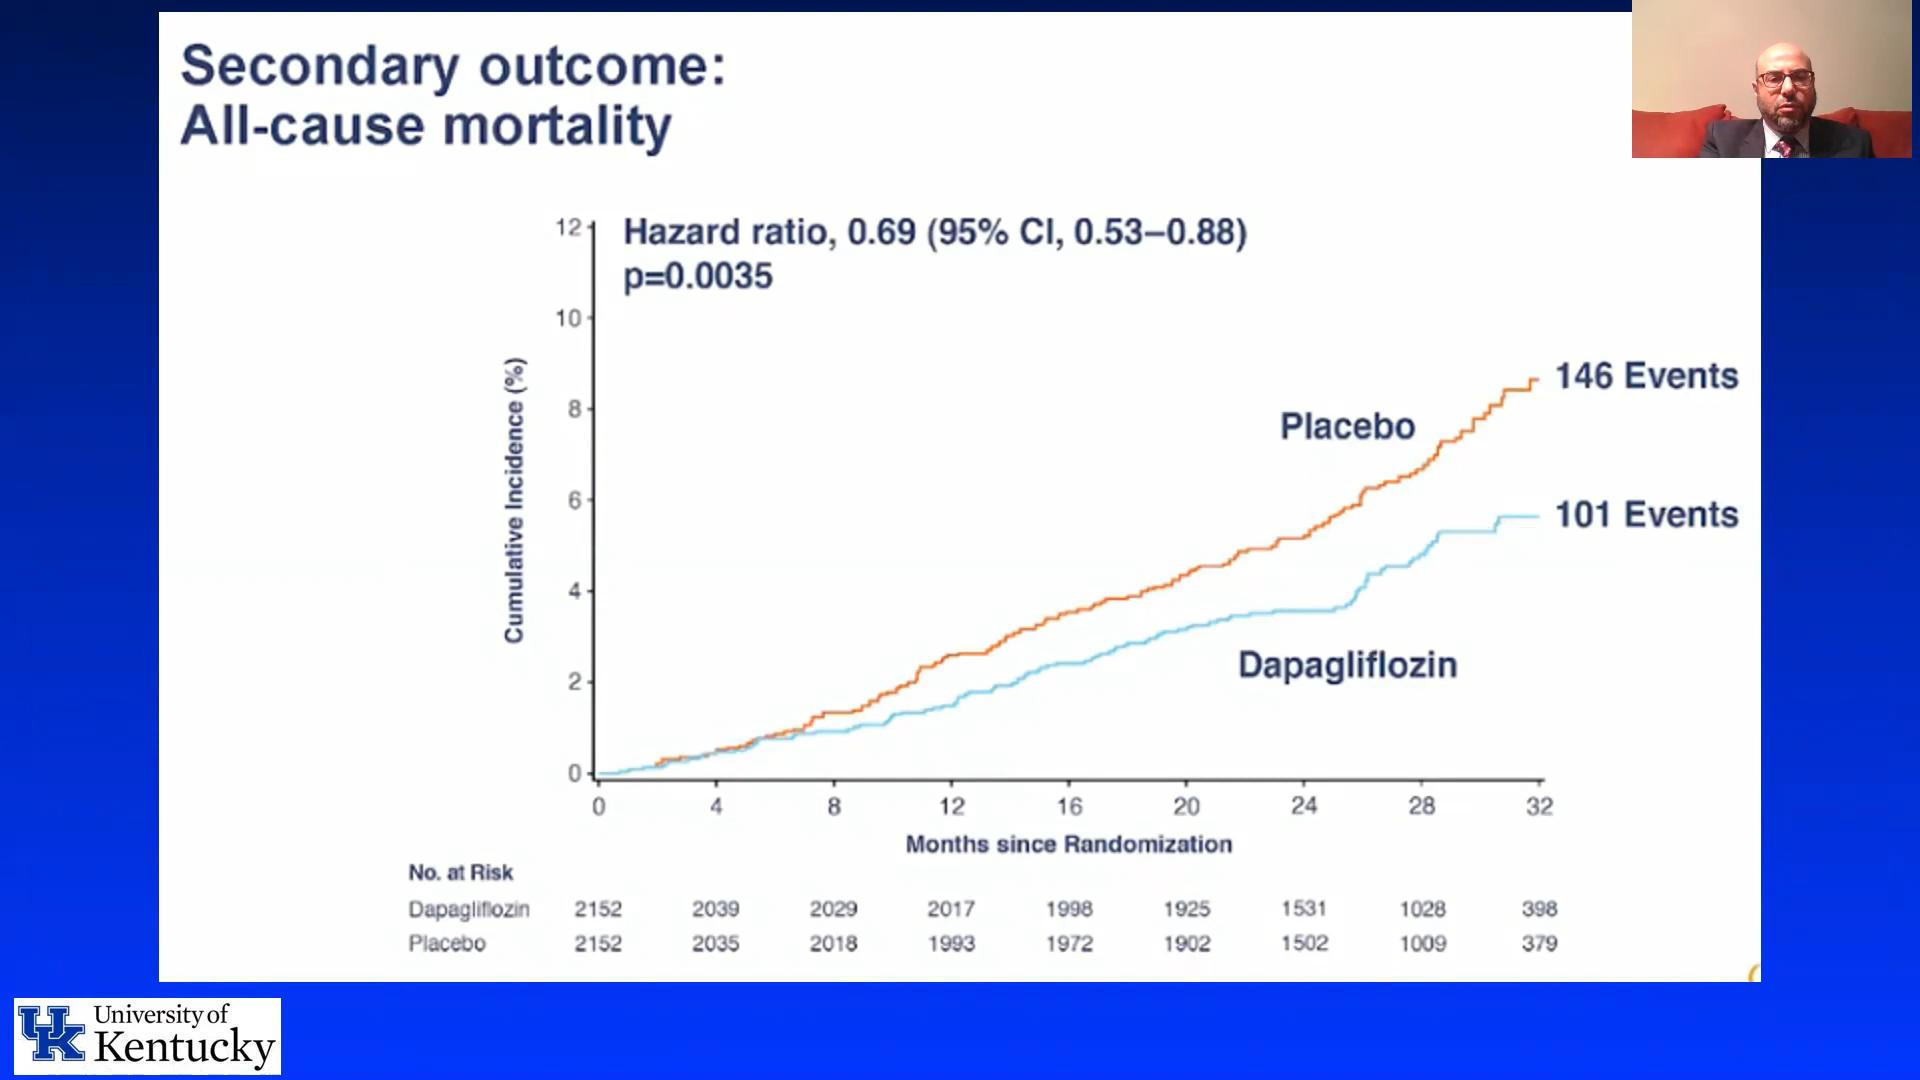 Secondary outcome:
All-cause mortality
Hazard ratio, 0.69 (95% CI, 0.53–0.88)
p=0.0035
12
10
8
6
4
2
0
Cumulative Incidence (%)
146 Events
Placebo
101 Events
Dapagliflozin
0 4 8 12 16 20 24 28 32
Months since Randomization
No. at Risk
Dapagliflozin 2152 2039 2029 2017 1998 1925 1531 1028 398
Placebo 2152 2035 2018 1993 1972 1902 1502 1009 379
UK
University of
Kentucky